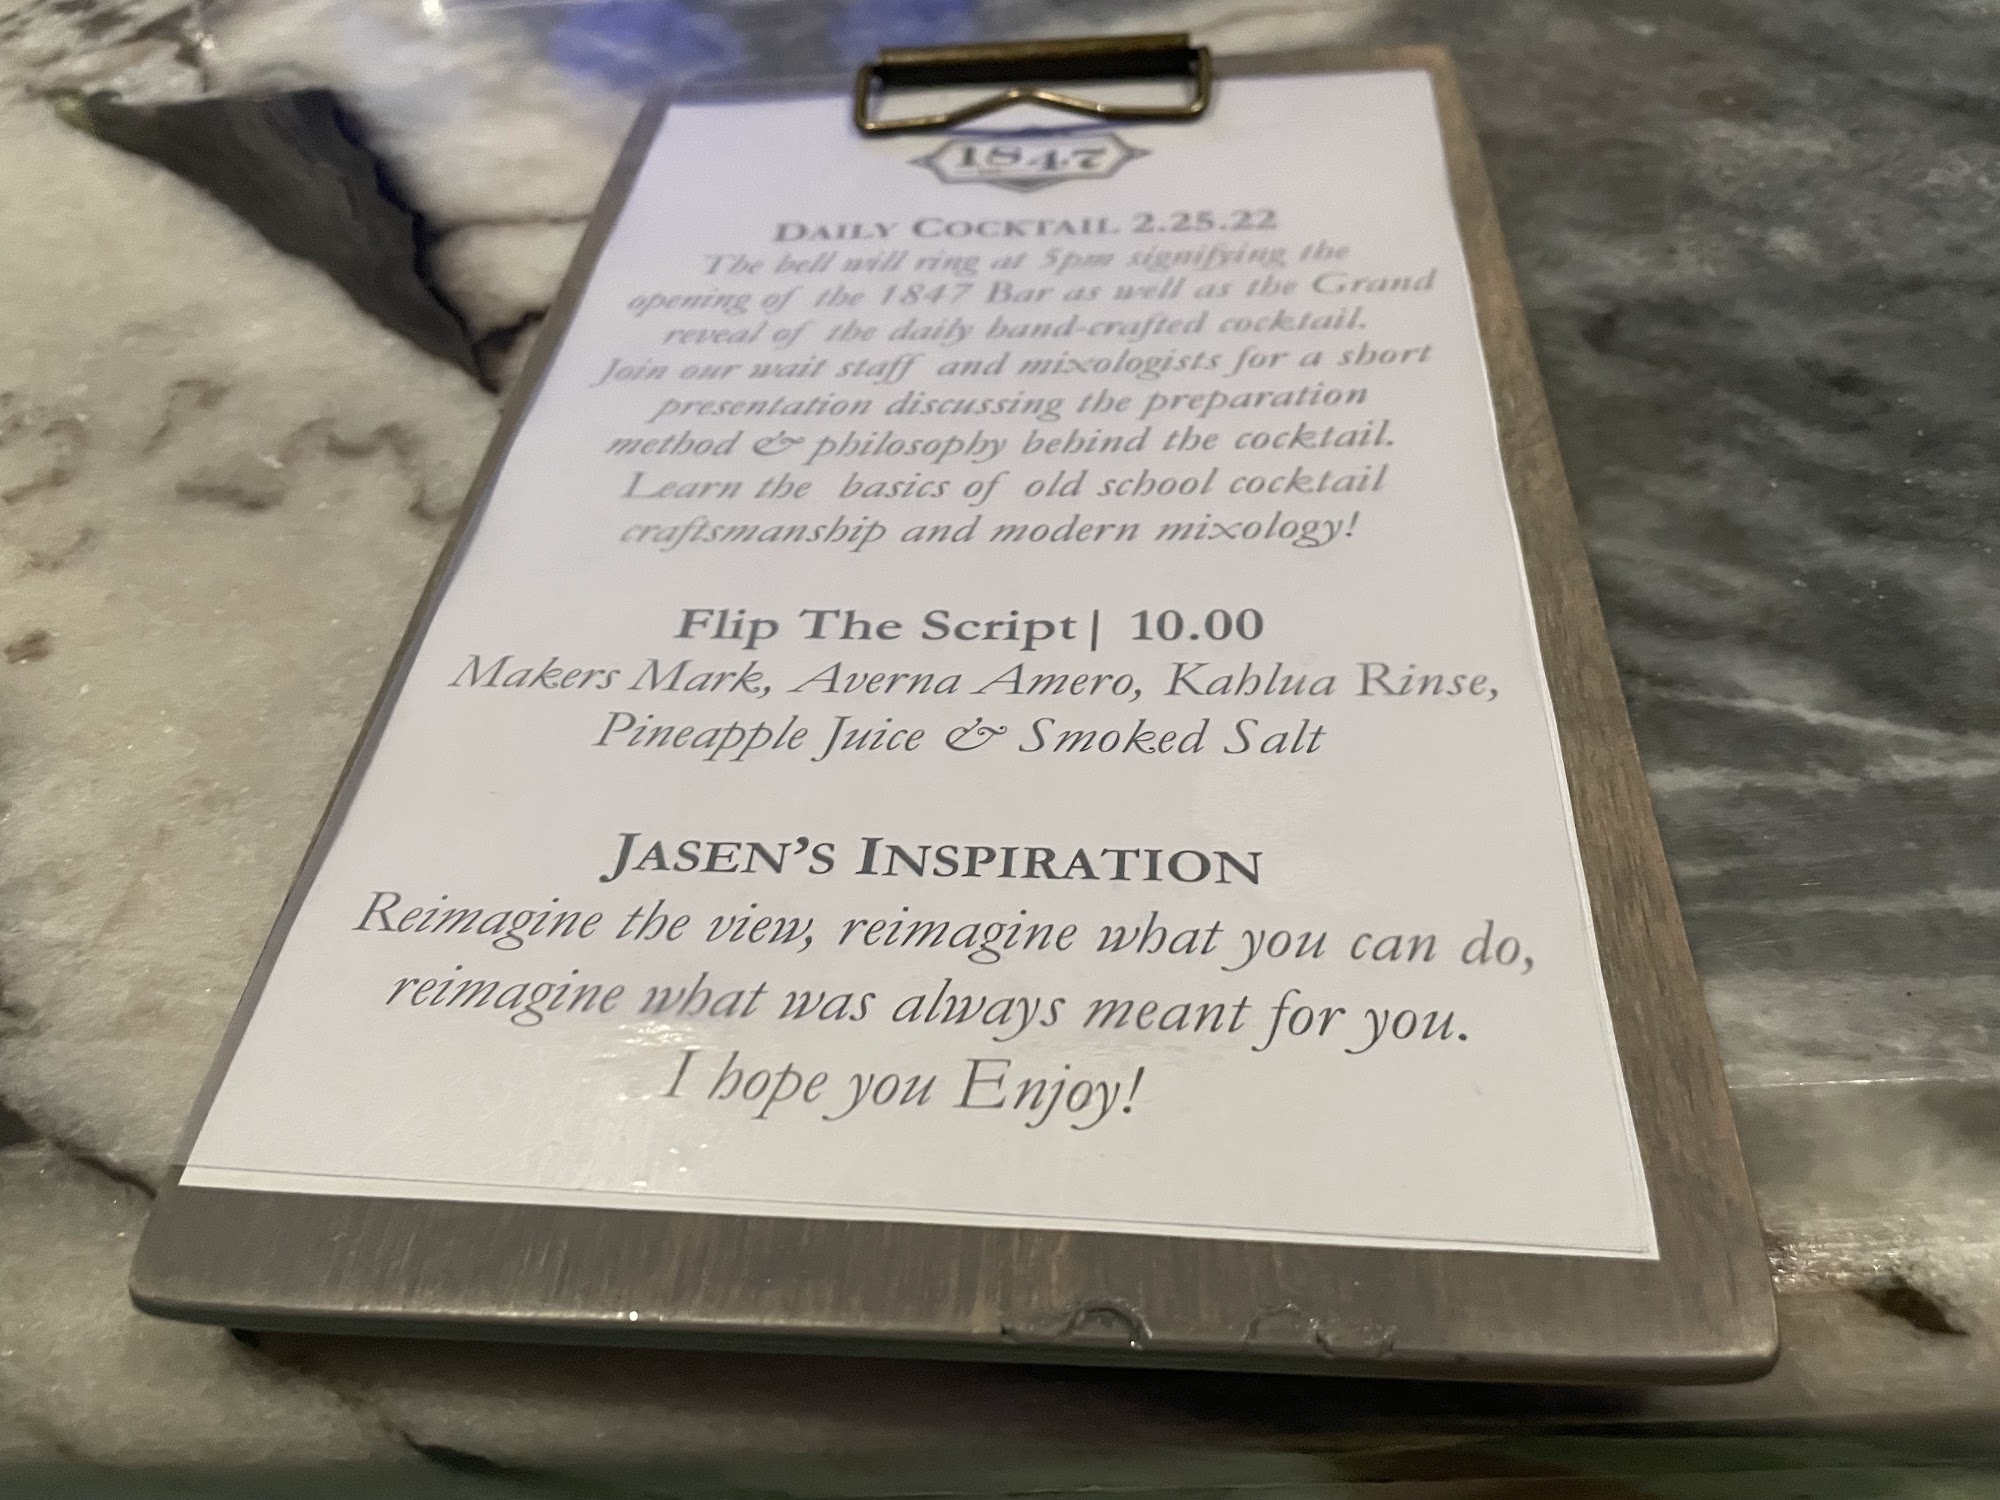 1847
DAILY COCKTAIL 2.25.22
The bell will ring at 5pm signifying the
opening of the 1847 Bar as well as the Grand
reveal of the daily hand-crafted cocktail.
Join our wait staff and mixologists for a short
presentation discussing the preparation
method & philosophy behind the cocktail.
Learn the basics of old school cocktail
craftsmanship and modern mixology!
Flip The Script| 10.00
Makers Mark, Averna Amero, Kahlua Rinse,
Pineapple Juice & Smoked Salt
JASEN'S INSPIRATION
Reimagine the view, reimagine what you can do,
reimagine what was always meant for you.
I hope you Enjoy!